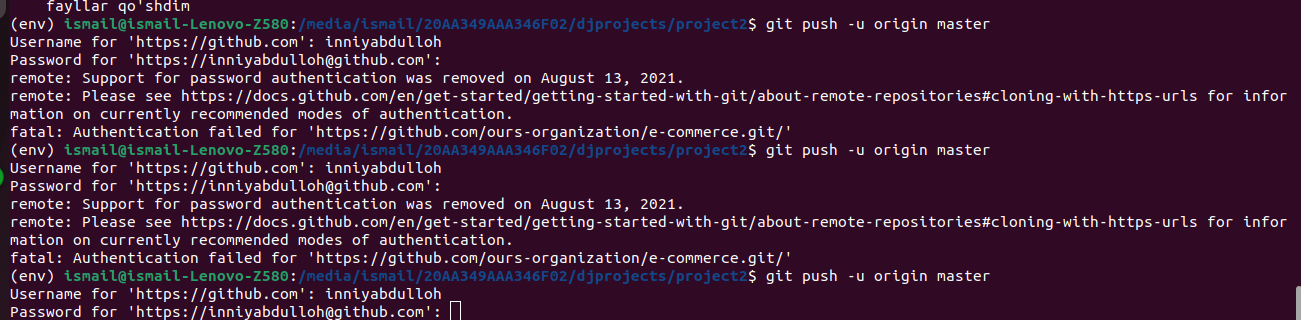 fayllar qo'shdim
(env) ismail@ismail-Lenovo-Z580:/media/ismail/20AA349AAA346F02/djprojects/project2$ git push -u origin master
Username for 'https://github.com': inniyabdulloh
Password for 'https://inniyabdulloh@github.com':
remote: Support for password authentication was removed on August 13, 2021.
remote: Please see https://docs.github.com/en/get-started/getting-started-with-git/about-remote-repositories#cloning-with-https-urls for infor
mation on currently recommended modes of authentication.
fatal: Authentication failed for 'https://github.com/ours-organization/e-commerce.git/'
(env) ismail@ismail-Lenovo-Z580:/media/ismail/20AA349AAA346F02/djprojects/project2$ git push -u origin master
Username for 'https://github.com': inniyabdulloh
Password for 'https://inniyabdulloh@github.com':
remote: Support for password authentication was removed on August 13, 2021.
remote: Please see https://docs.github.com/en/get-started/getting-started-with-git/about-remote-repositories#cloning-with-https-urls for infor
mation on currently recommended modes of authentication.
fatal: Authentication failed for 'https://github.com/ours-organization/e-commerce.git/'
(env) ismail@ismail-Lenovo-Z580:/media/ismail/20AA349AAA346F02/djprojects/project2$ git push -u origin master
Username for 'https://github.com': inniyabdulloh
Password for 'https://inniyabdulloh@github.com':